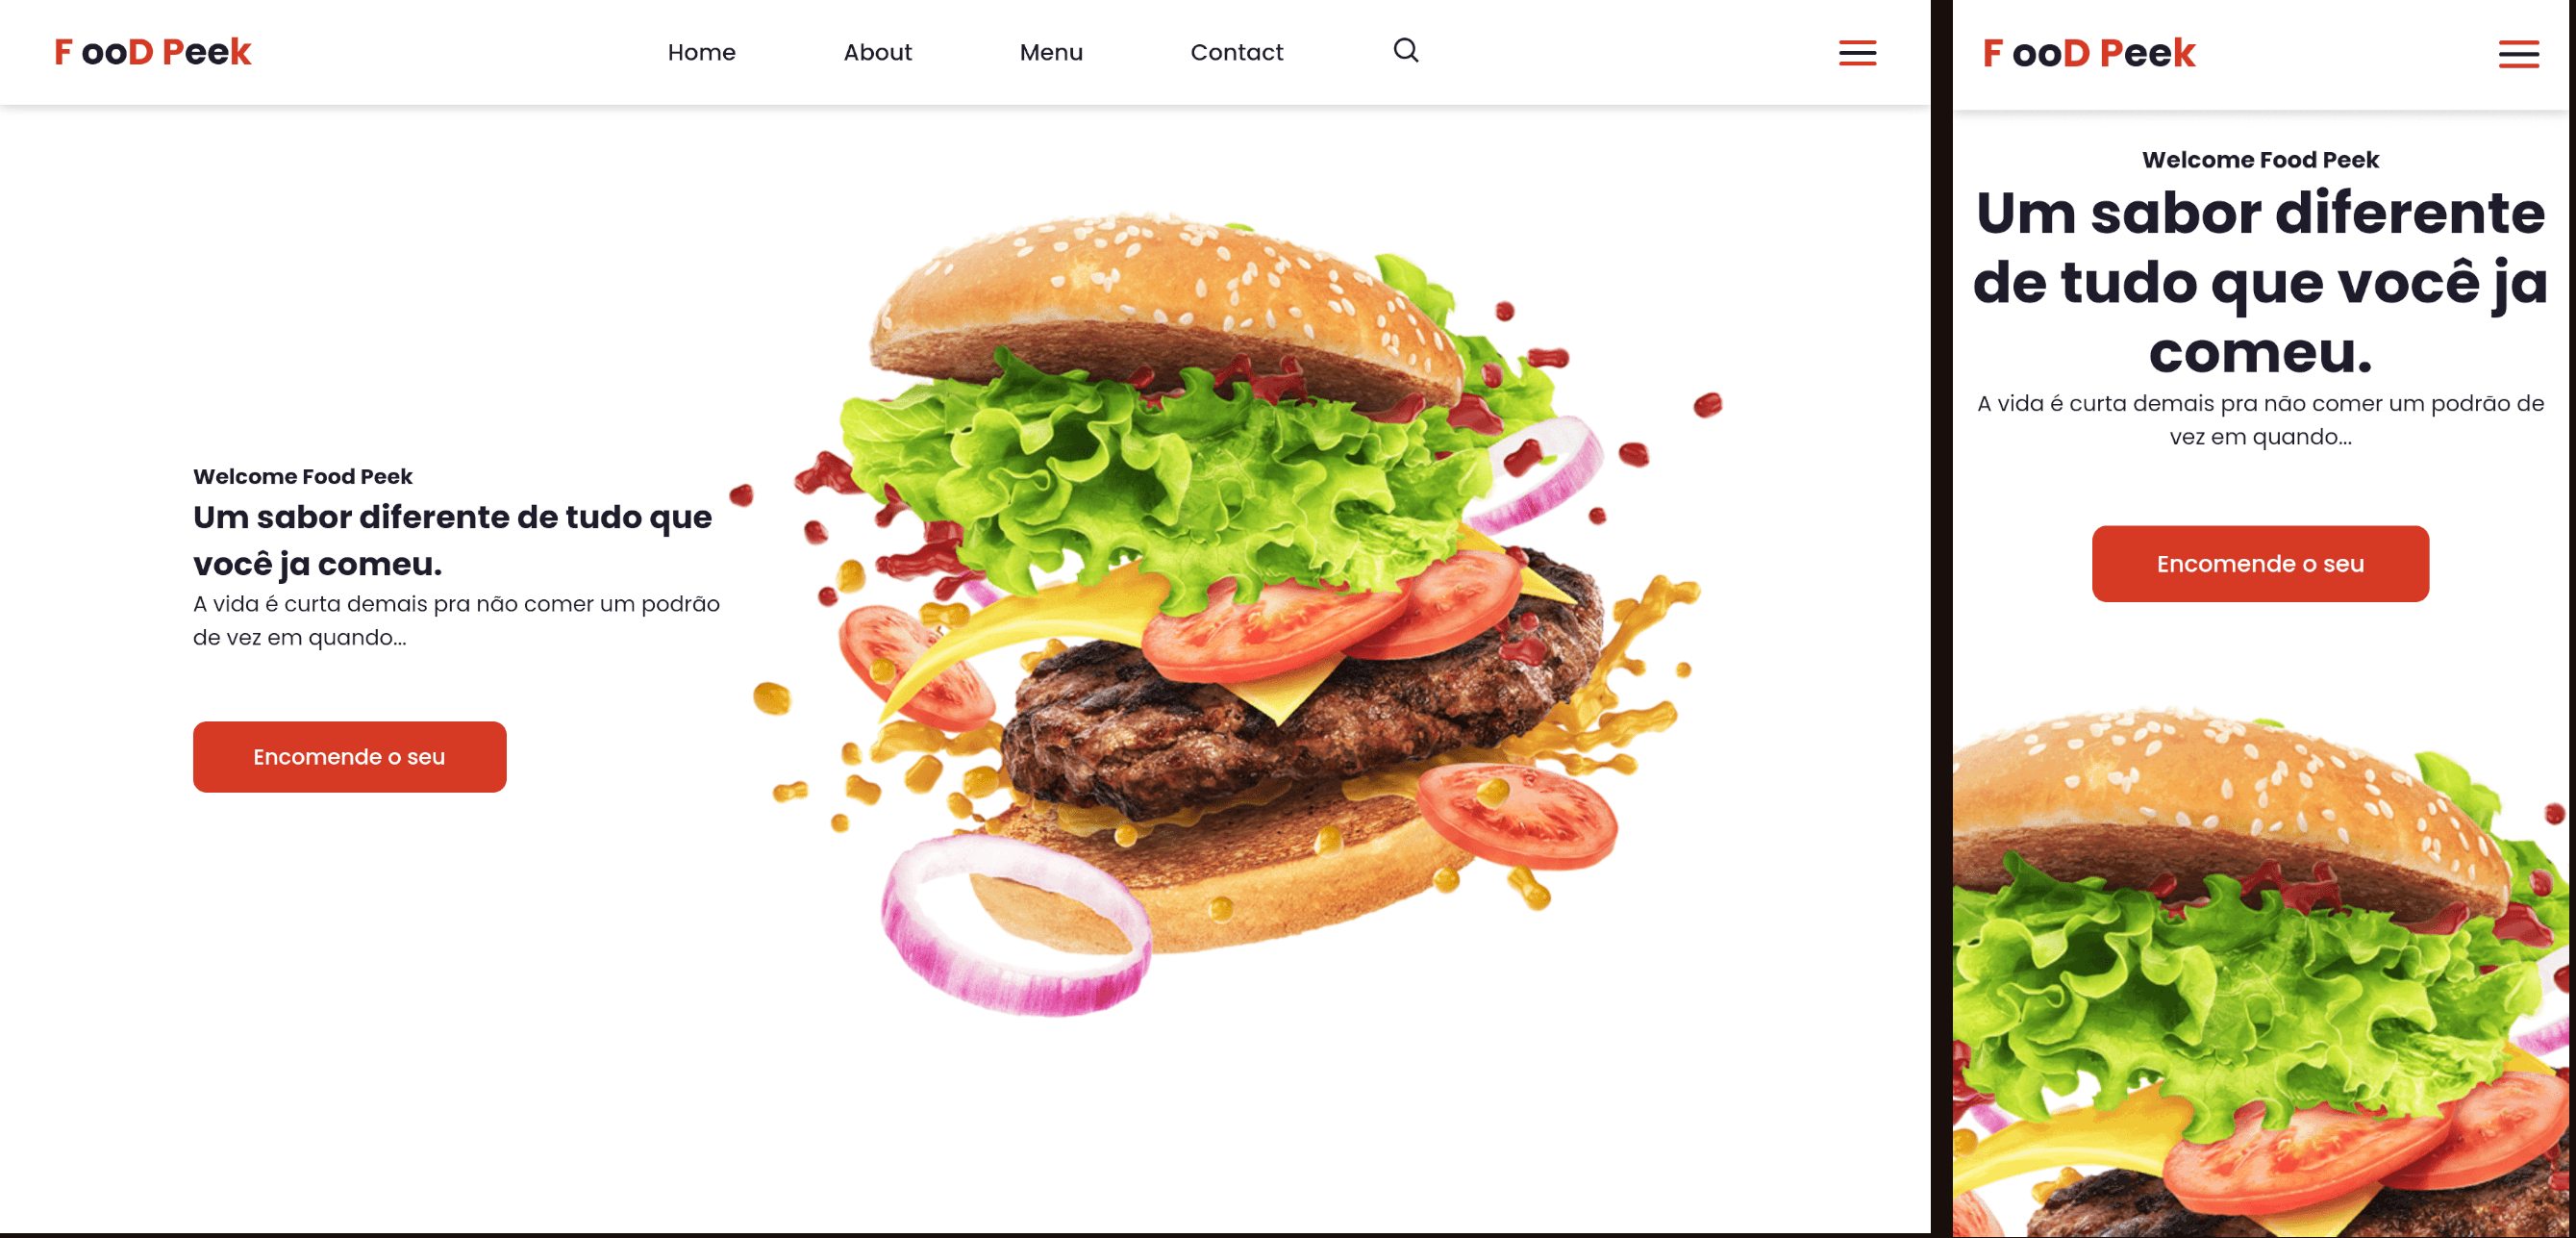 F ooD Peek
Home About Menu Contact
Welcome Food Peek
Um sabor diferente de tudo que
você ja comeu.
A vida é curta demais pra não comer um podrão
de vez em quando...
Encomende o seu
F ooD Peek
Welcome Food Peek
Um sabor diferente
de tudo que você ja
comeu.
A vida é curta demais pra não comer um podrão de
vez em quando...
Encomende o seu